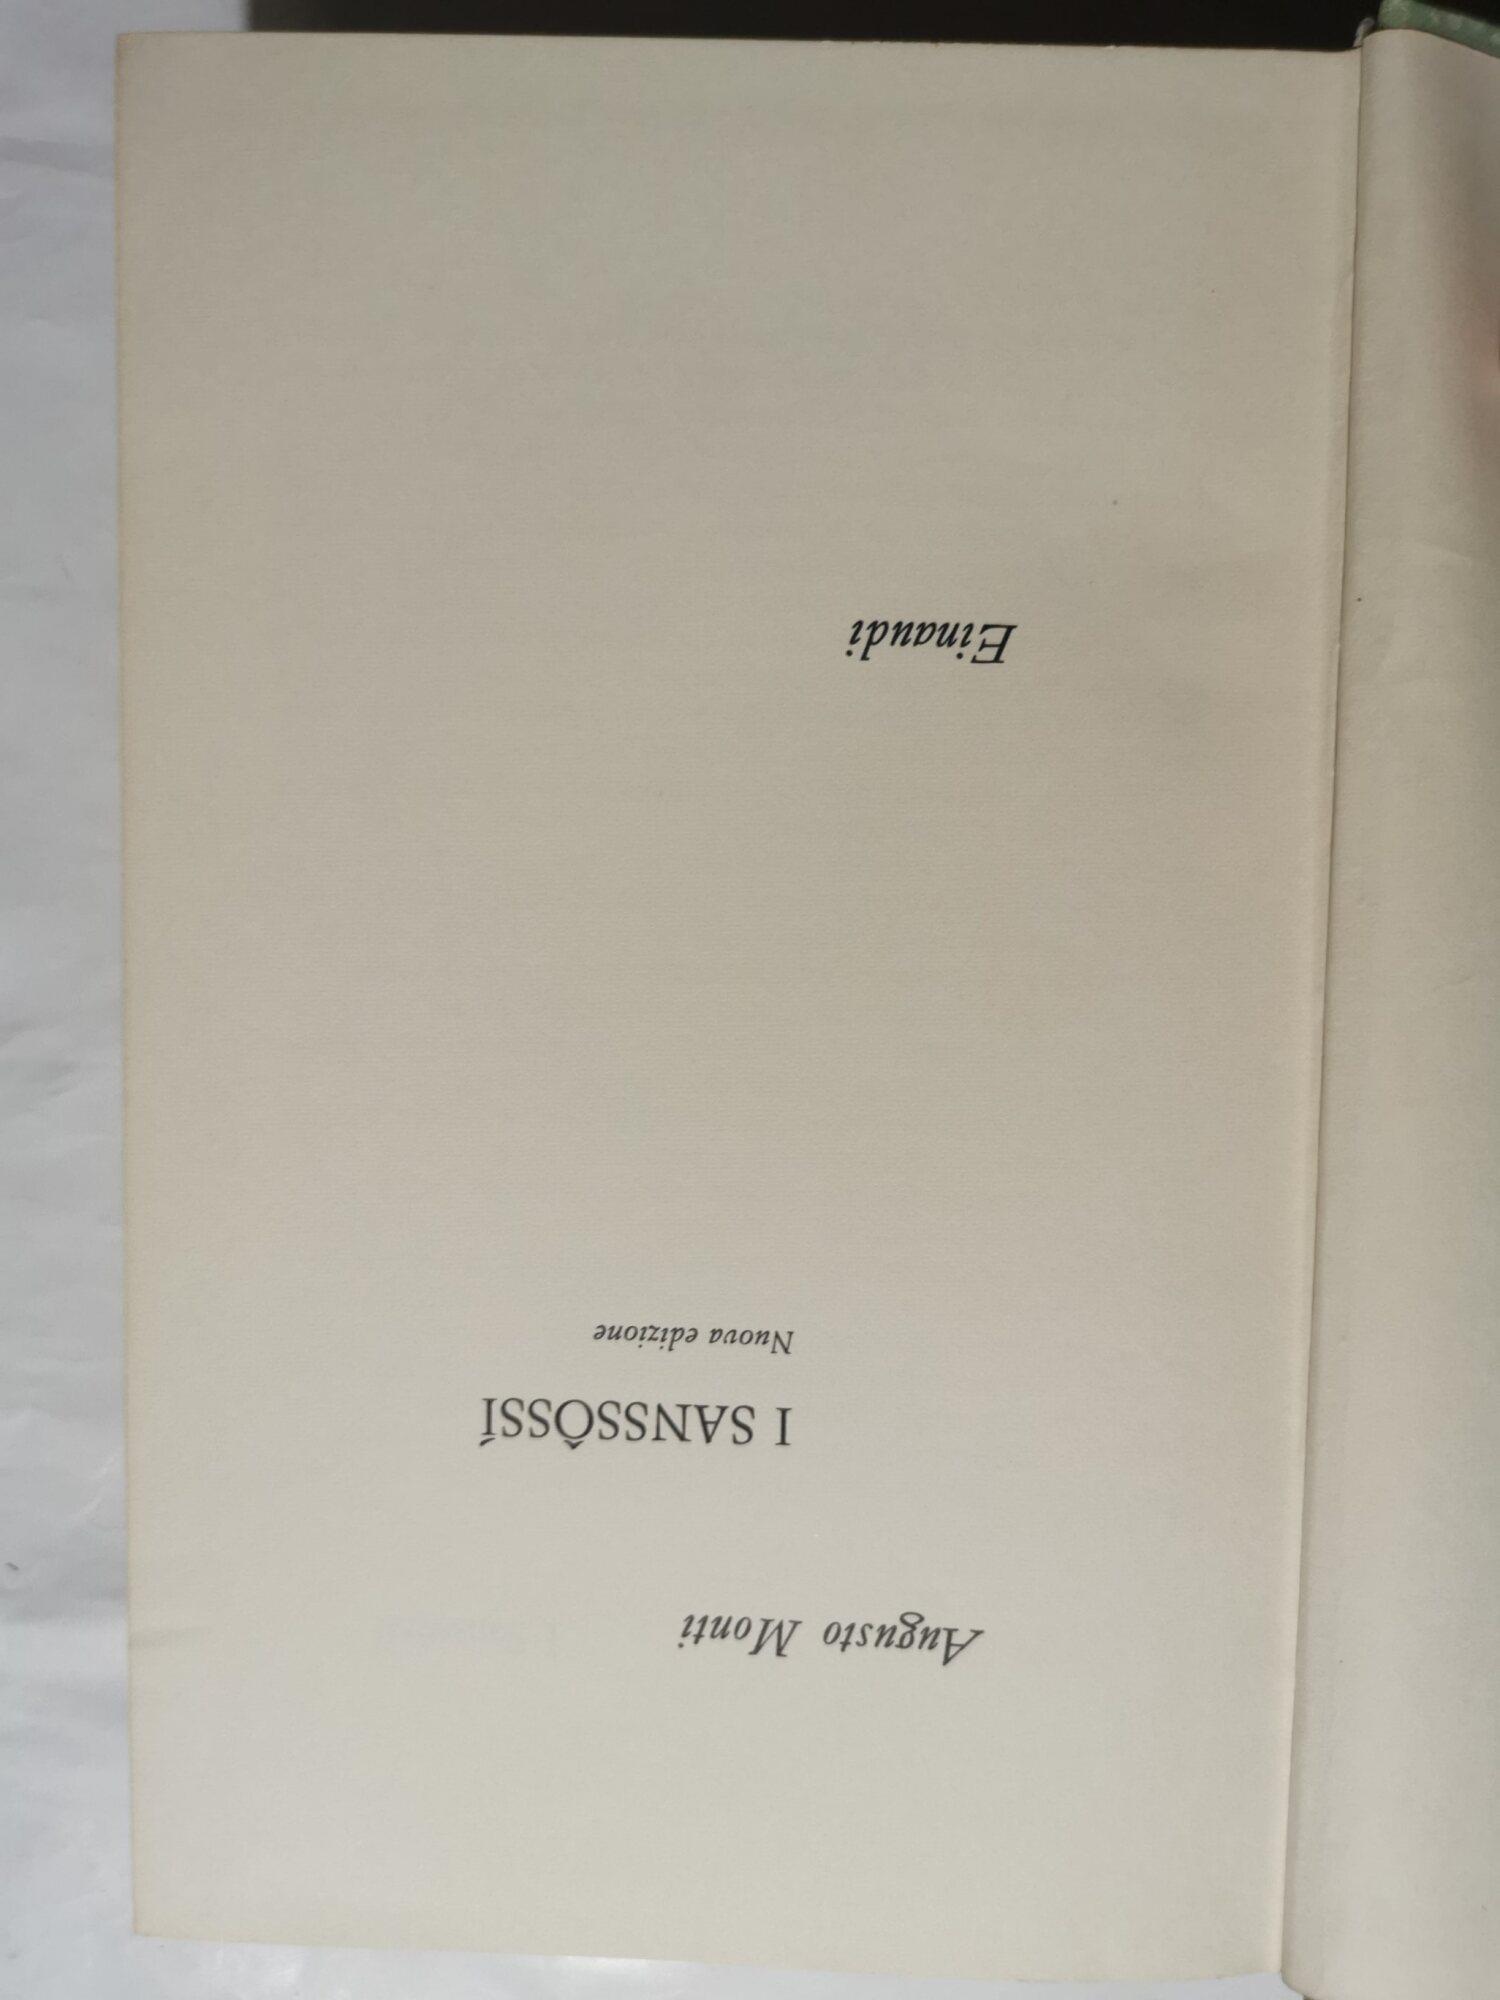 Augusto Monti
I SANSSÔSSÍ
Nuova edizione
Einaudi